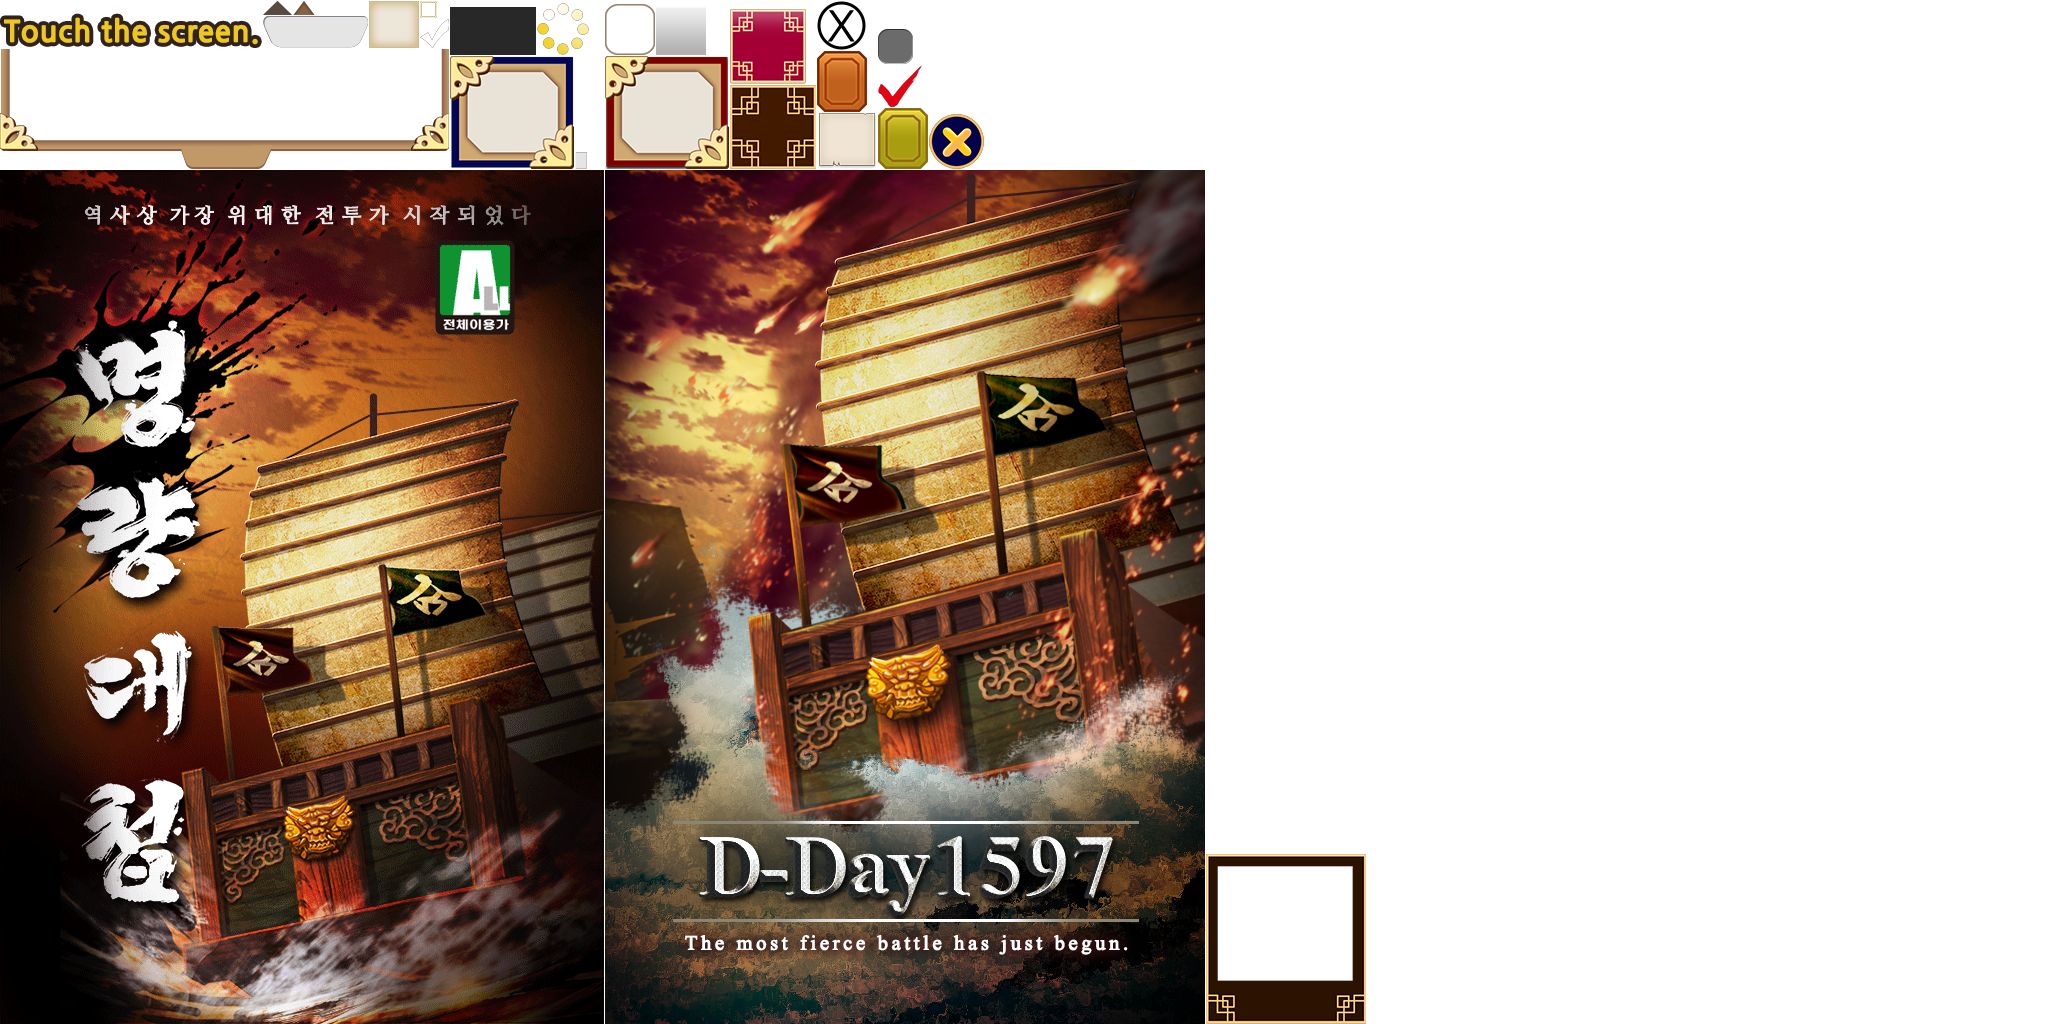 Touch the screen.
역사상 가장 위대한 전투가 시작되었다
ALL
전체이용가
명량대첩
D-Day1597
The most fierce battle has just begun.